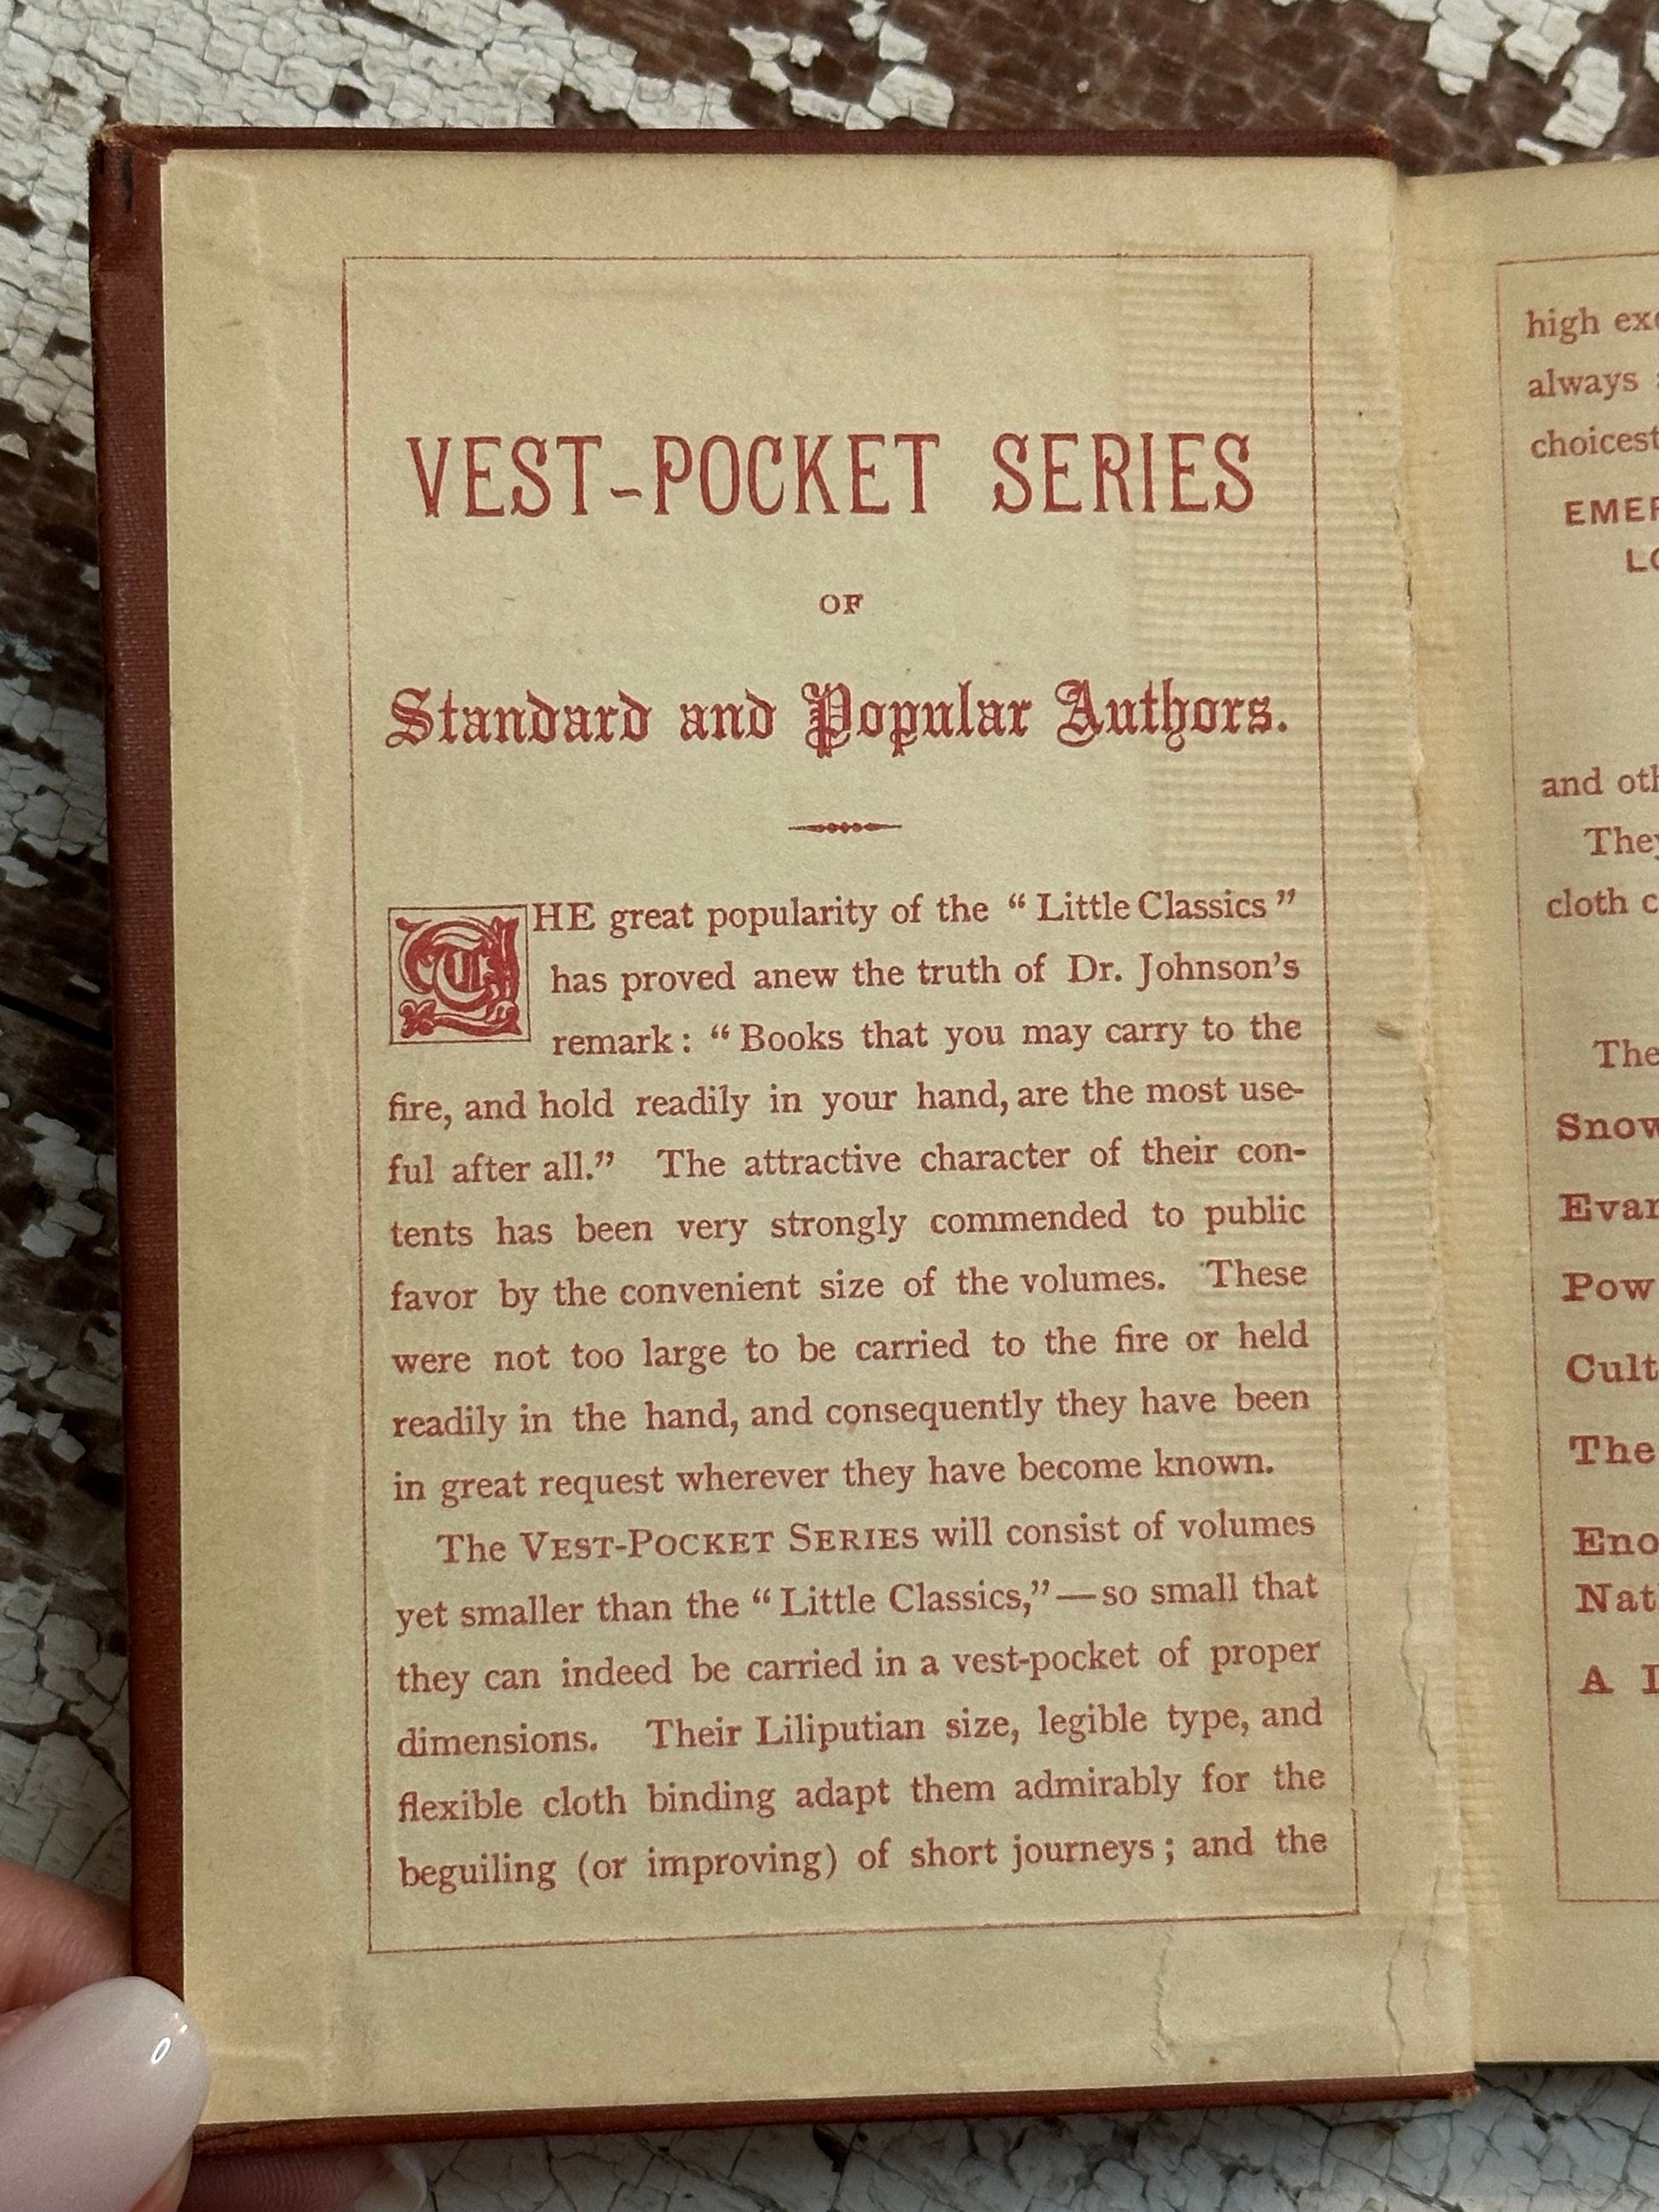 VEST-POCKET SERIES
OF
Standard and Popular Authors.
THE great popularity of the “Little Classics”
has proved anew the truth of Dr. Johnson’s
remark: “Books that you may carry to the
fire, and hold readily in your hand, are the most use-
ful after all.” The attractive character of their con-
tents has been very strongly commended to public
favor by the convenient size of the volumes. These
were not too large to be carried to the fire or held
readily in the hand, and consequently they have been
in great request wherever they have become known.
The VEST-POCKET SERIES will consist of volumes
yet smaller than the “Little Classics,”—so small that
they can indeed be carried in a vest-pocket of proper
dimensions. Their Liliputian size, legible type, and
flexible cloth binding adapt them admirably for the
beguiling (or improving) of short journeys; and the
high
always
choicest
and
They
cloth
The
The
A